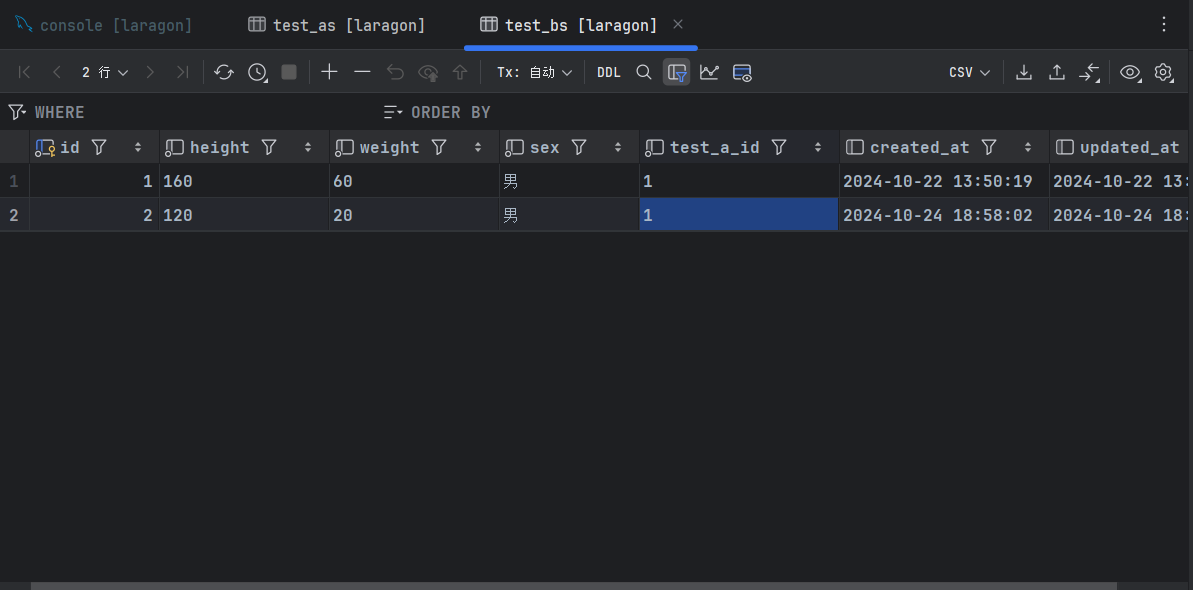 console [laragon] test_as [laragon] test_bs [laragon]
2 行 Tx: 自动 DDL CSV
WHERE ORDER BY
id height weight sex test_a_id created_at updated_at
1 1 160 60 男 1 2024-10-22 13:50:19 2024-10-22 13:
2 2 120 20 男 1 2024-10-24 18:58:02 2024-10-24 18: